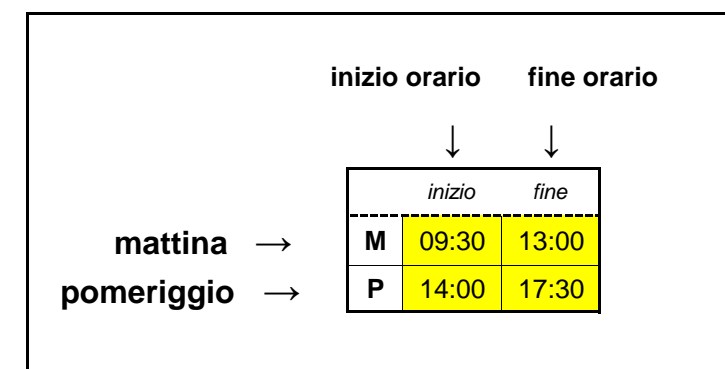 inizio orario fine orario
↓ ↓
inizio fine
mattina → M 09:30 13:00
pomeriggio → P 14:00 17:30